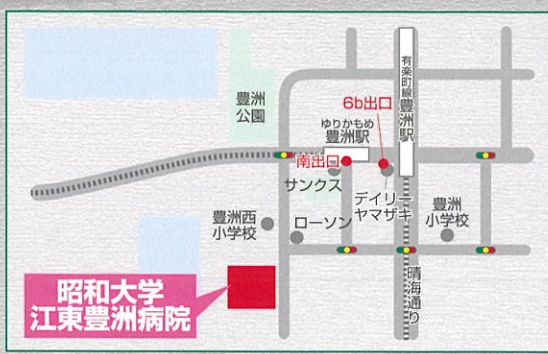 有楽町線豊洲駅
6b出口
豊洲
公園
ゆりかもめ
豊洲駅
南出口
サンクス
デイリー
ヤマザキ
豊洲西
小学校
ローソン
豊洲
小学校
昭和大学
江東豊洲病院
晴海通り